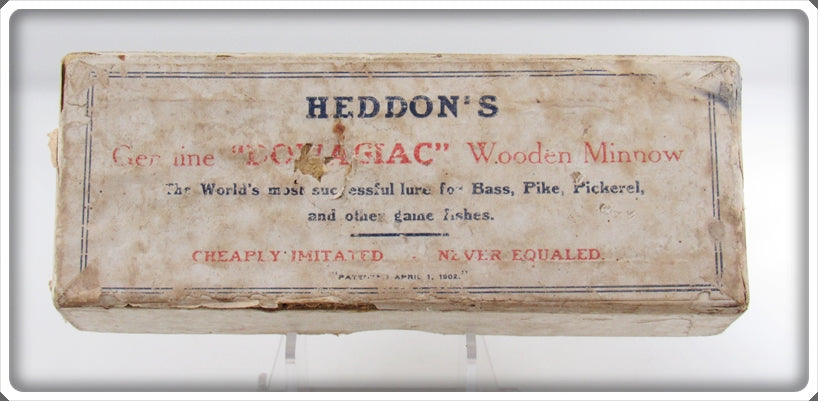 HEDDON'S
Genuine "DOWAGIAC" Wooden Minnow
The World's most successful lure for Bass, Pike, Pickerel,
and other game fishes.
CHEAPLY IMITATED - NEVER EQUALED.
"PATENTED APRIL 1, 1902."